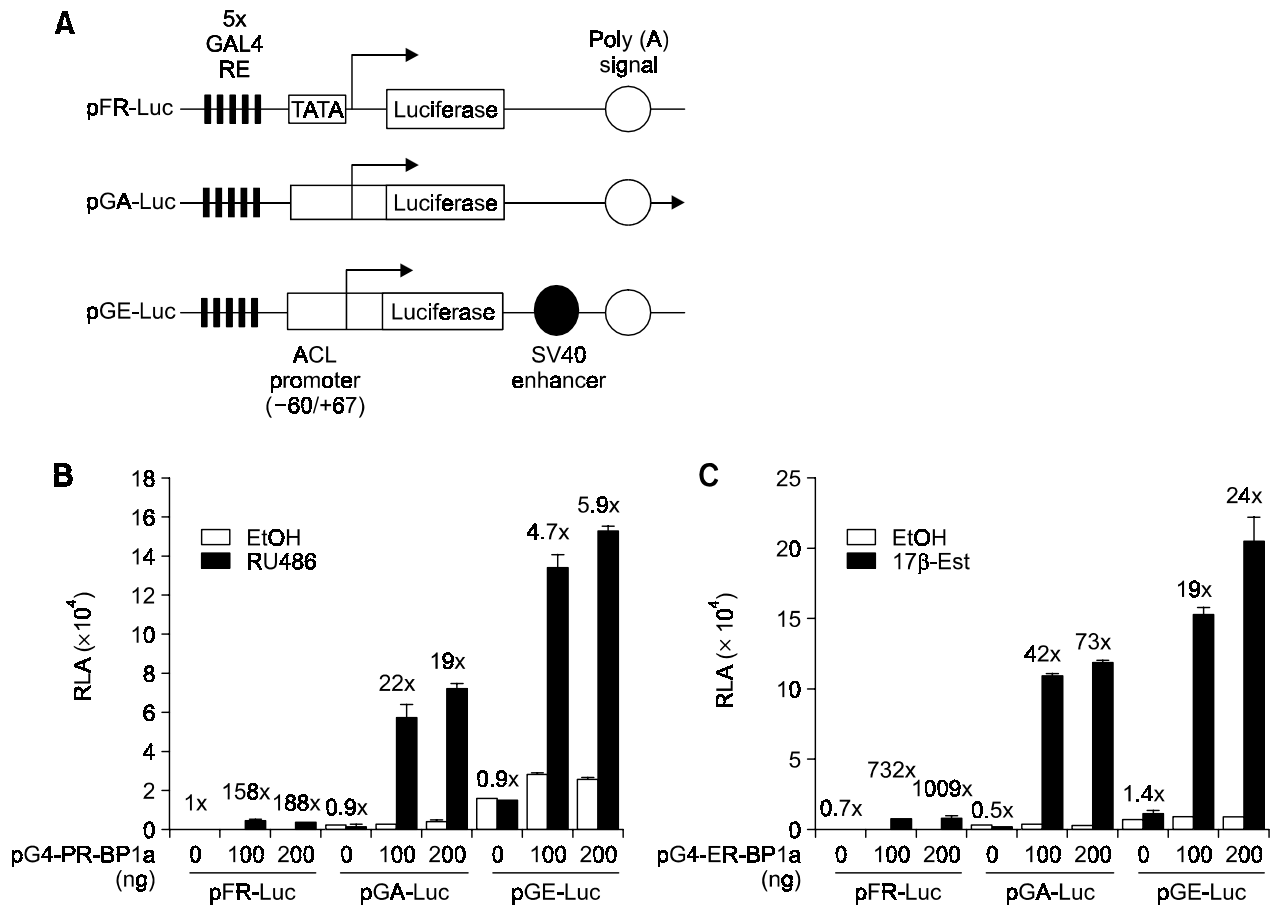 A
5x
GAL4
RE
Poly (A)
signal
pFR-Luc
TATA
Luciferase
pGA-Luc
Luciferase
pGE-Luc
Luciferase
ACL
promoter
(−60/+67)
SV40
enhancer
B
RLA (×10⁴)
18
16
14
12
10
8
6
4
2
0
EtOH
RU486
1x
158x
188x
0.9x
22x
19x
0.9x
4.7x
5.9x
pG4-PR-BP1a
(ng)
0 100 200 0 100 200 0 100 200
pFR-Luc pGA-Luc pGE-Luc
C
RLA (× 10⁴)
25
20
15
10
5
0
EtOH
17β-Est
0.7x
732x
1009x
0.5x
42x
73x
1.4x
19x
24x
pG4-ER-BP1a
(ng)
0 100 200 0 100 200 0 100 200
pFR-Luc pGA-Luc pGE-Luc